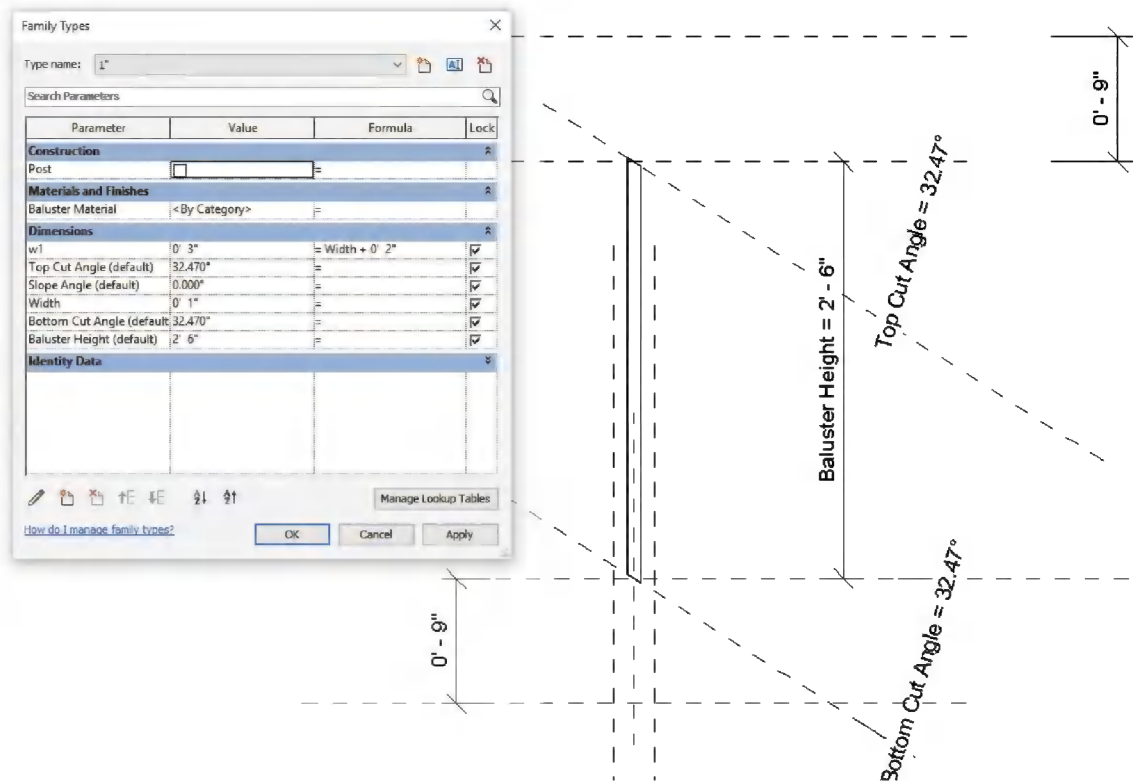 Family Types
Type name: 1"
Search Parameters
Parameter Value Formula Lock
Construction
Post =
Materials and Finishes
Baluster Material <By Category> =
Dimensions
w1 0' 3" = Width + 0' 2"
Top Cut Angle (default) 32.470° =
Slope Angle (default) 0.000° =
Width 0' 1" =
Bottom Cut Angle (default 32.470° =
Baluster Height (default) 2' 6" =
Identity Data
Manage Lookup Tables
How do I manage family types?
OK Cancel Apply
0' - 9"
Top Cut Angle = 32.47°
Baluster Height = 2' - 6"
0' - 9"
Bottom Cut Angle = 32.47°